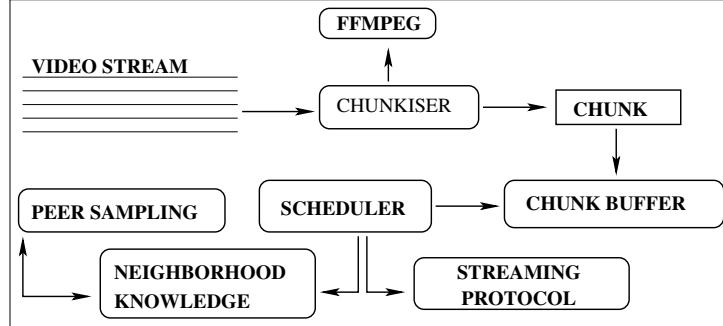 FFMPEG
VIDEO STREAM
CHUNKISER
CHUNK
PEER SAMPLING
SCHEDULER
CHUNK BUFFER
NEIGHBORHOOD
KNOWLEDGE
STREAMING
PROTOCOL